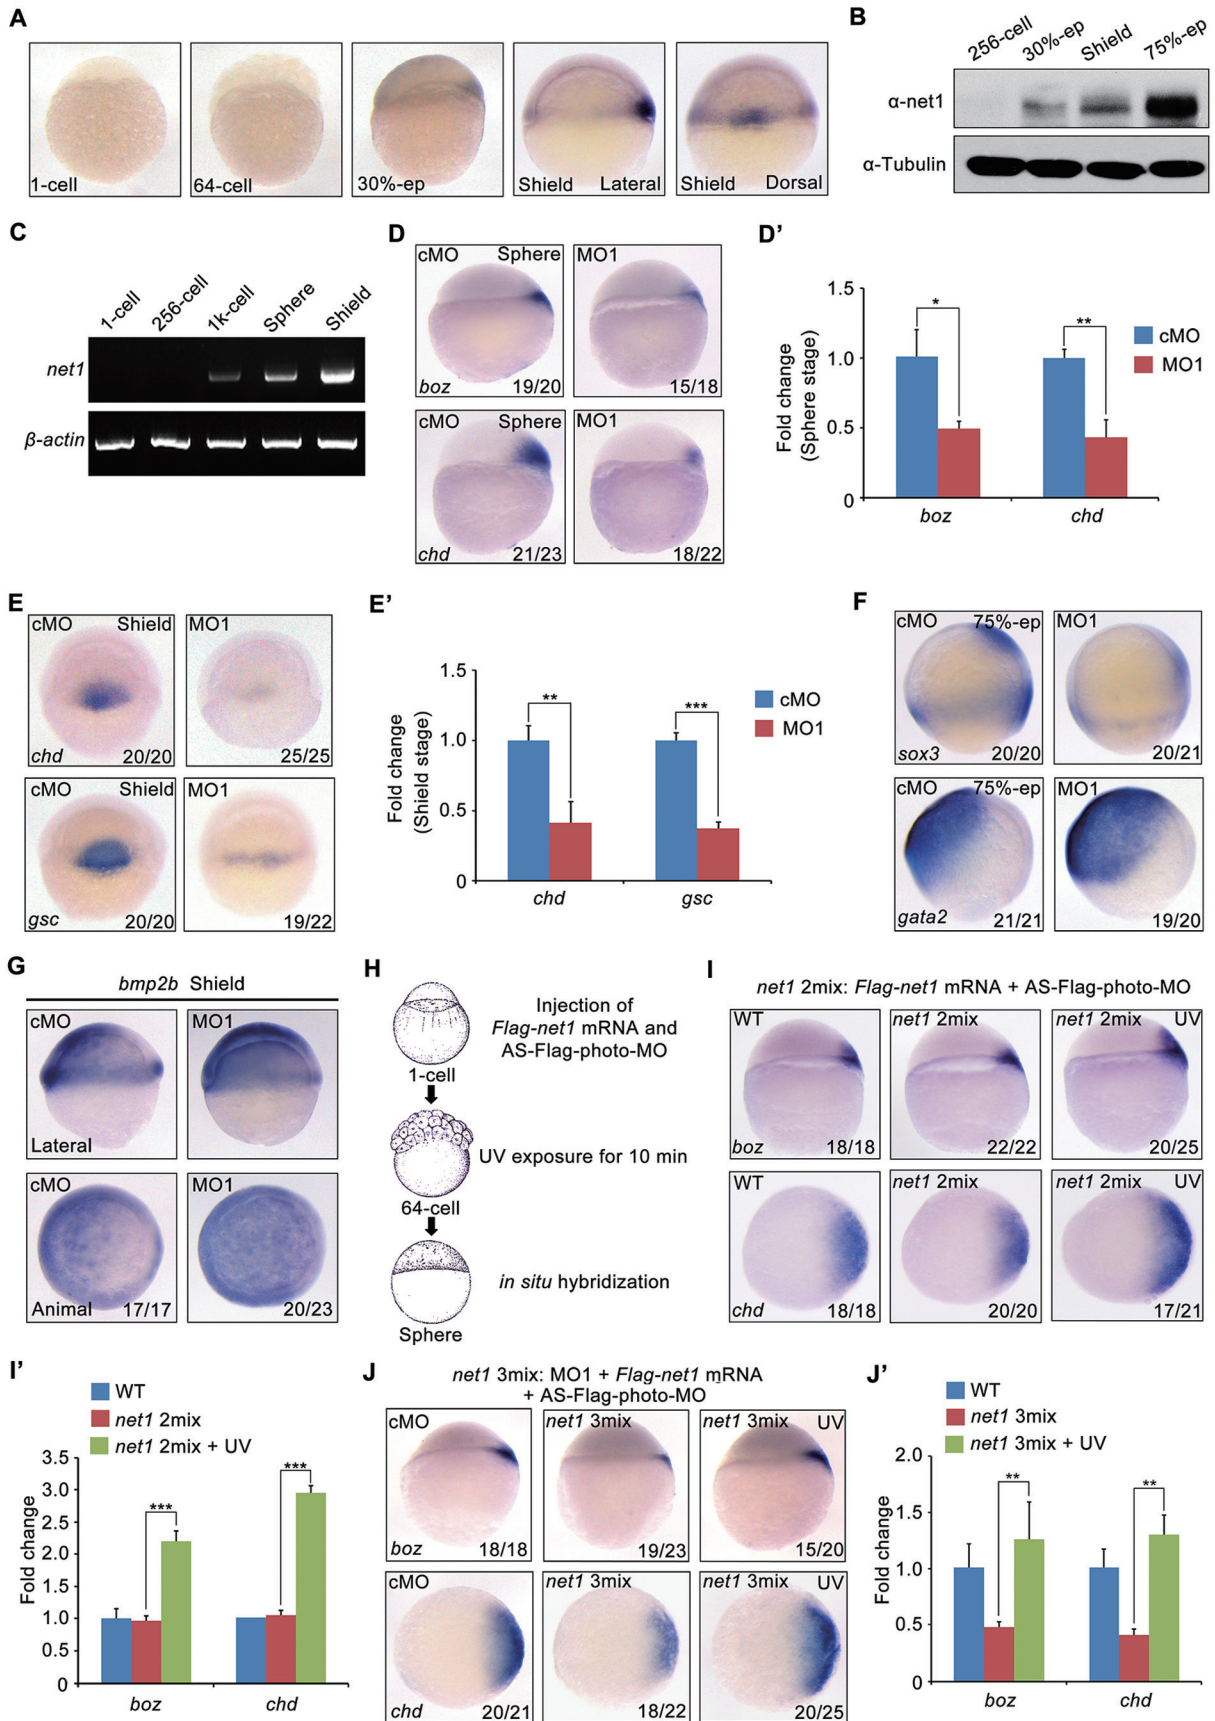 A
1-cell
64-cell
30%-ep
Shield Lateral
Shield Dorsal
B
256-cell
30%-ep
Shield
75%-ep
α-net1
α-Tubulin
C
1-cell
256-cell
1k-cell
Sphere
Shield
net1
β-actin
D
cMO Sphere
boz 19/20
MO1
15/18
cMO Sphere
chd 21/23
MO1
18/22
D’
1.5
1.0
0.5
0
Fold change
(Sphere stage)
*
**
cMO
MO1
boz
chd
E
cMO Shield
chd 20/20
MO1
25/25
cMO Shield
gsc 20/20
MO1
19/22
E’
1.5
1.0
0.5
0
Fold change
(Shield stage)
**
***
cMO
MO1
chd
gsc
F
cMO 75%-ep
sox3 20/20
MO1
20/21
cMO 75%-ep
gata2 21/21
MO1
19/20
G
bmp2b Shield
cMO
Lateral
MO1
cMO
Animal 17/17
MO1
20/23
H
Injection of
Flag-net1 mRNA and
AS-Flag-photo-MO
1-cell
UV exposure for 10 min
64-cell
in situ hybridization
Sphere
I
net1 2mix: Flag-net1 mRNA + AS-Flag-photo-MO
WT
boz 18/18
net1 2mix
22/22
net1 2mix UV
20/25
WT
chd 18/18
net1 2mix
20/20
net1 2mix UV
17/21
I’
WT
net1 2mix
net1 2mix + UV
3.5
3.0
2.5
2.0
1.5
1.0
0.5
0
Fold change
***
***
boz
chd
J
net1 3mix: MO1 + Flag-net1 mRNA
+ AS-Flag-photo-MO
cMO
boz 18/18
net1 3mix
19/23
net1 3mix UV
15/20
cMO
chd 20/21
net1 3mix
18/22
net1 3mix UV
20/25
J’
WT
net1 3mix
net1 3mix + UV
2.0
1.5
1.0
0.5
0
Fold change
**
**
boz
chd